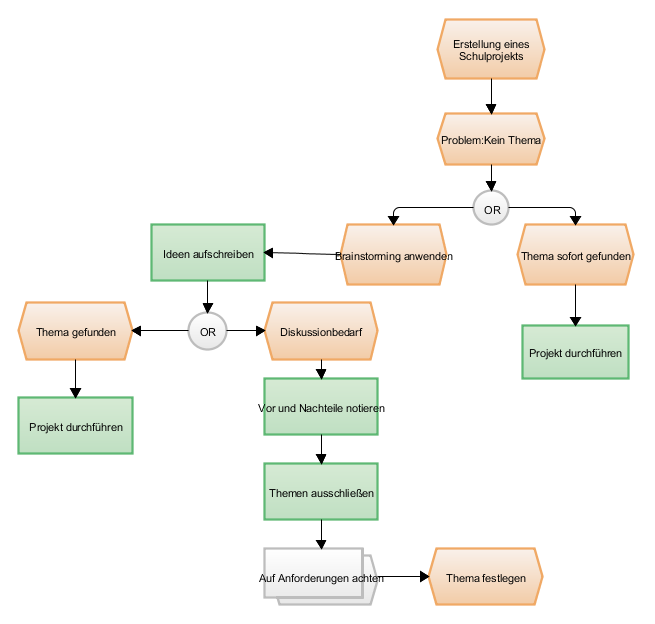 Erstellung eines
Schulprojekts
Problem:Kein Thema
OR
Ideen aufschreiben
Brainstorming anwenden
Thema sofort gefunden
Thema gefunden
OR
Diskussionbedarf
Projekt durchführen
Projekt durchführen
Vor und Nachteile notieren
Themen ausschließen
Auf Anforderungen achten
Thema festlegen